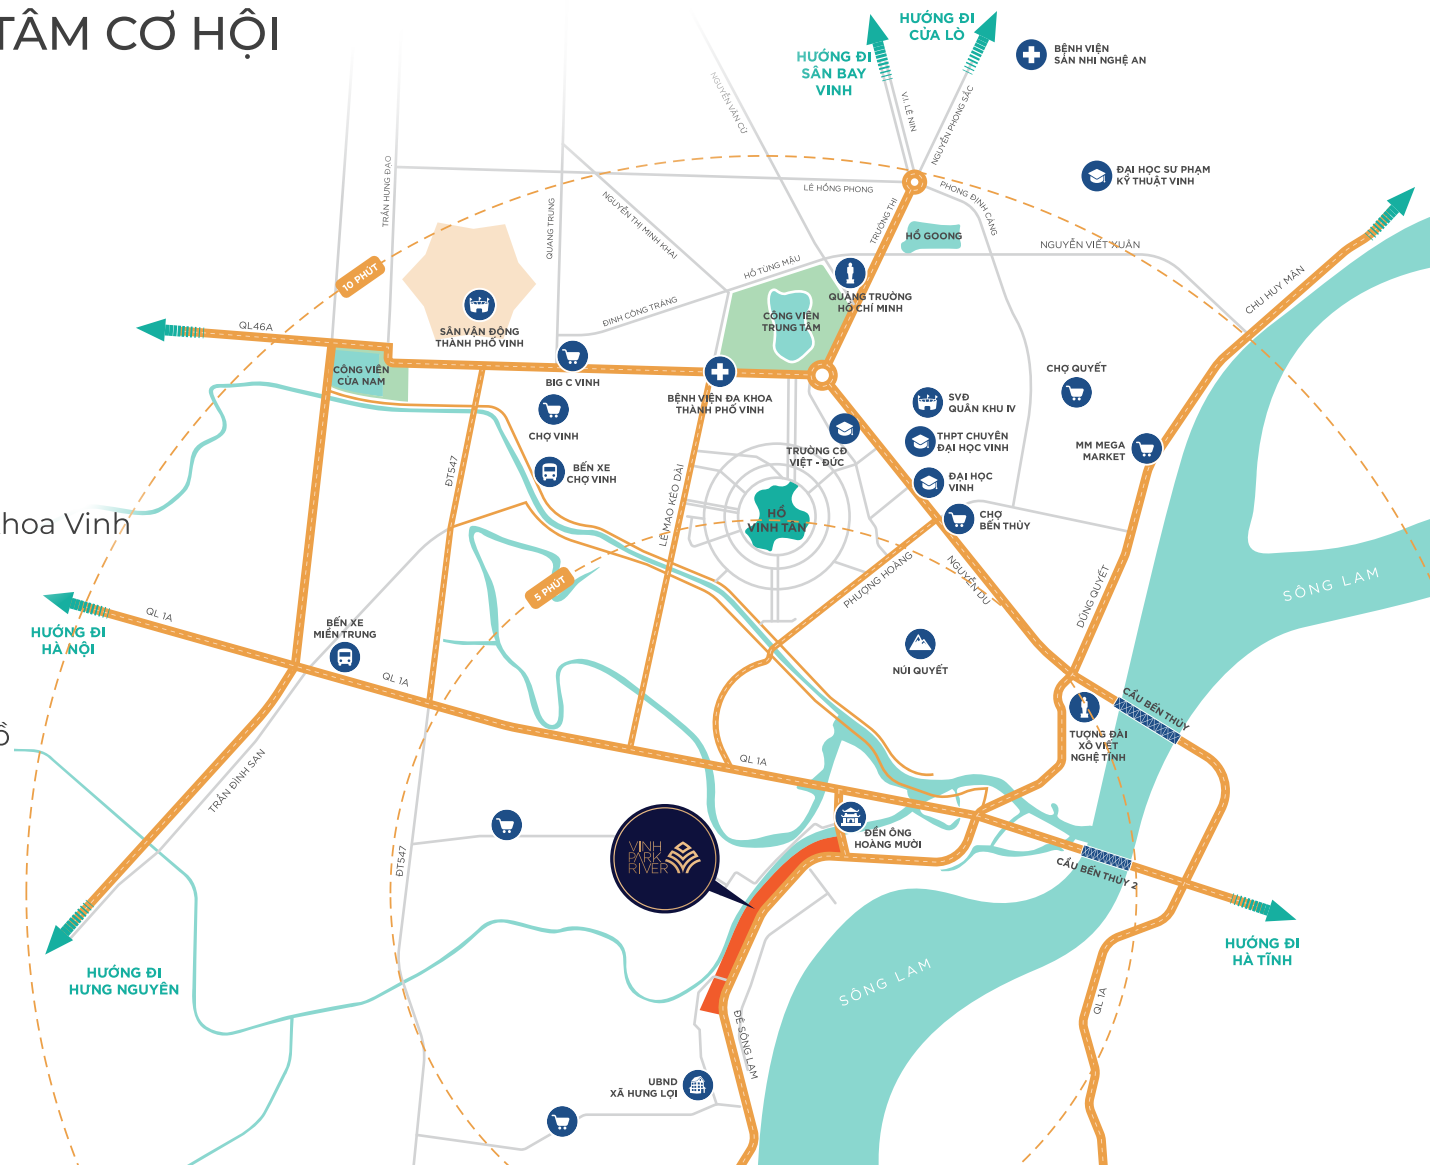 TÂM CƠ HỘI
HƯỚNG ĐI
CỬA LÒ
HƯỚNG ĐI
SÂN BAY
VINH
BỆNH VIỆN
SẢN NHI NGHỆ AN
NGUYỄN VĂN CỪ
V.I. LÊ NIN
NGUYỄN PHONG SẮC
TRẦN HƯNG ĐẠO
LÊ HỒNG PHONG
PHONG ĐỊNH CẢNG
ĐẠI HỌC SƯ PHẠM
KỸ THUẬT VINH
NGUYỄN THỊ MINH KHAI
QUANG TRUNG
TRƯỜNG THI
HỒ GOONG
NGUYỄN VIẾT XUÂN
10 PHÚT
HỒ TÙNG MẬU
CHU HUY MÂN
QUẢNG TRƯỜNG
HỒ CHÍ MINH
ĐINH CÔNG TRÁNG
CÔNG VIÊN
TRUNG TÂM
QL46A
SÂN VẬN ĐỘNG
THÀNH PHỐ VINH
CÔNG VIÊN
CỬA NAM
BIG C VINH
BỆNH VIỆN ĐA KHOA
THÀNH PHỐ VINH
CHỢ QUYẾT
SVĐ
QUÂN KHU IV
CHỢ VINH
THPT CHUYÊN
ĐẠI HỌC VINH
TRƯỜNG CĐ
VIỆT - ĐỨC
MM MEGA
MARKET
ĐT547
BẾN XE
CHỢ VINH
ĐẠI HỌC
VINH
LÊ MAO KÉO DÀI
HỒ
VINH TÂN
CHỢ
BẾN THỦY
hoa Vinh
5 PHÚT
PHƯỢNG HOÀNG
NGUYỄN DU
DŨNG QUYẾT
SÔNG LAM
QL 1A
HƯỚNG ĐI
HÀ NỘI
BẾN XE
MIỀN TRUNG
NÚI QUYẾT
QL 1A
CẦU BẾN THỦY
TƯỢNG ĐÀI
XÔ VIẾT
NGHỆ TĨNH
QL 1A
TRẦN ĐÌNH SAN
VINH
PARK
RIVER
ĐỀN ÔNG
HOÀNG MƯỜI
ĐT547
CẦU BẾN THỦY 2
HƯỚNG ĐI
HÀ TĨNH
HƯỚNG ĐI
HƯNG NGUYÊN
SÔNG LAM
QL 1A
ĐÊ SÔNG LAM
UBND
XÃ HƯNG LỢI